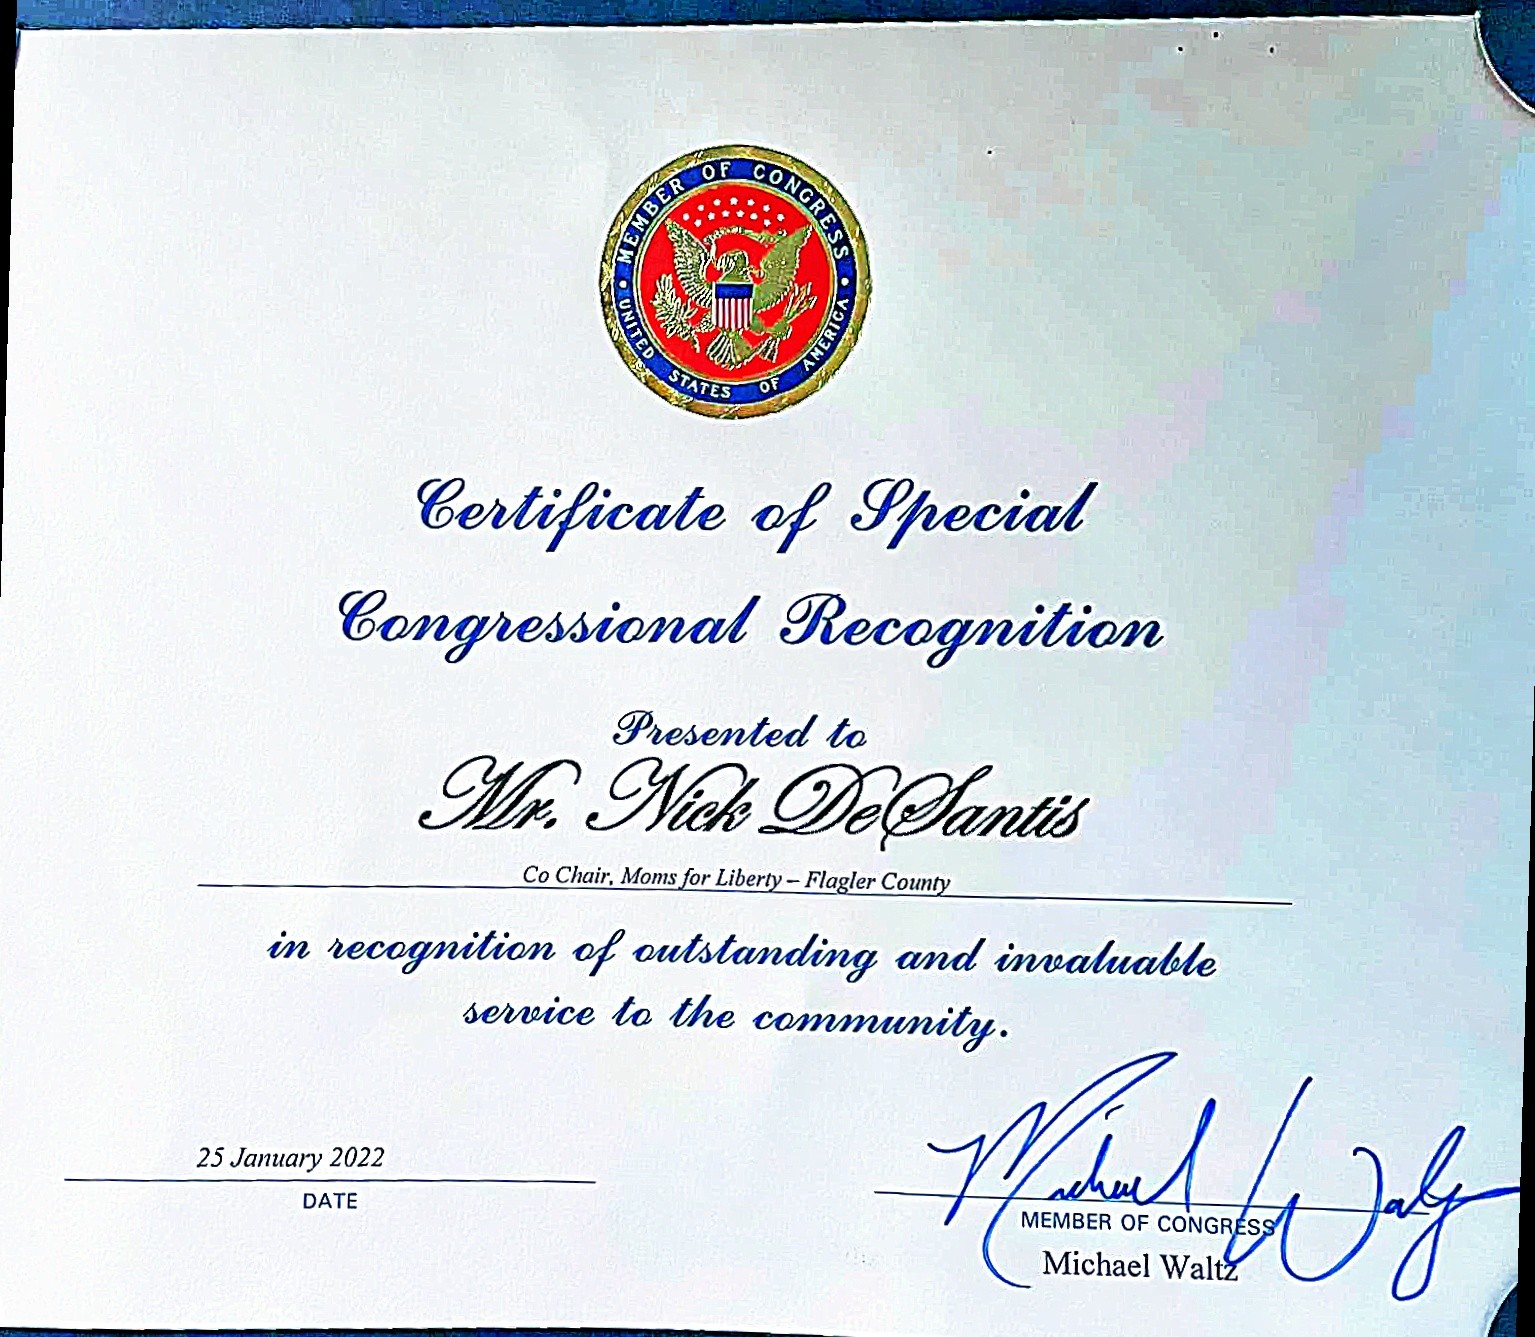 MEMBER OF CONGRESS
UNITED STATES OF AMERICA
Certificate of Special
Congressional Recognition
Presented to
Mr. Nick DeSantis
Co Chair, Moms for Liberty – Flagler County
in recognition of outstanding and invaluable
service to the community.
25 January 2022
DATE
Michael Waltz
MEMBER OF CONGRESS
Michael Waltz